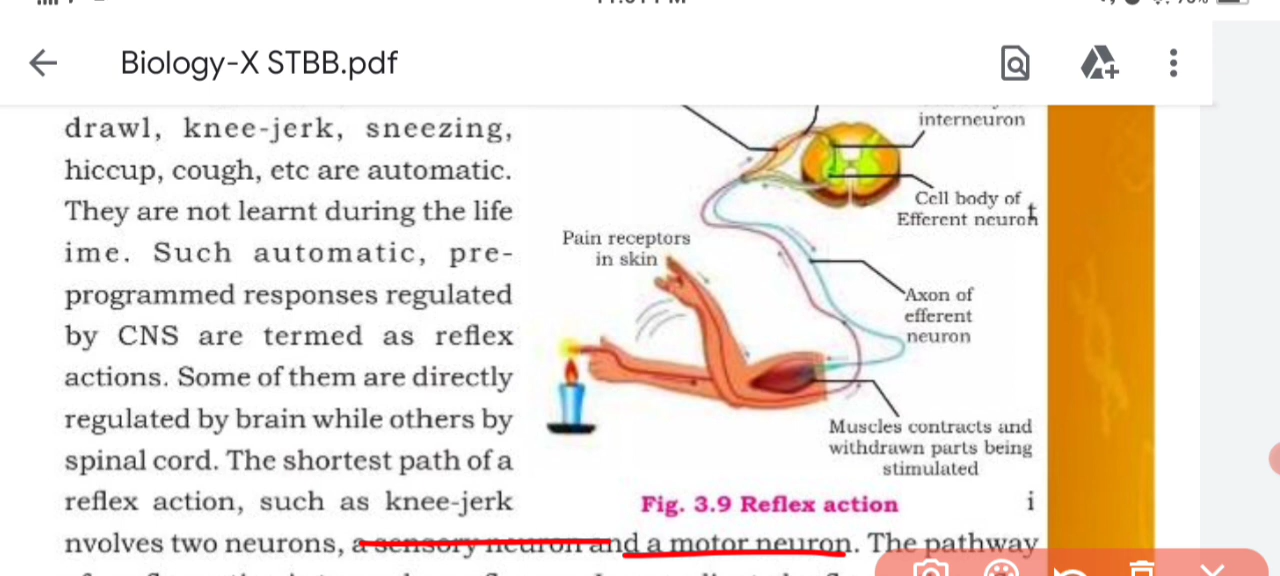 Biology-X STBB.pdf
drawl, knee-jerk, sneezing,
hiccup, cough, etc are automatic.
They are not learnt during the life
ime. Such automatic, pre-
programmed responses regulated
by CNS are termed as reflex
actions. Some of them are directly
regulated by brain while others by
spinal cord. The shortest path of a
reflex action, such as knee-jerk
nvolves two neurons, a sensory neuron and a motor neuron. The pathway
interneuron
Cell body of t
Efferent neuron
Pain receptors
in skin
Axon of
efferent
neuron
Muscles contracts and
withdrawn parts being
stimulated
Fig. 3.9 Reflex action i